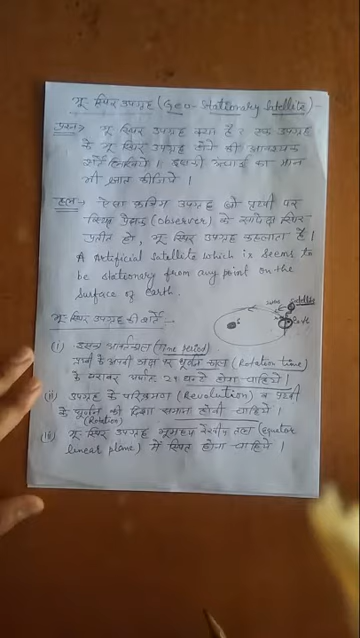 भू स्थिर उपग्रह (Geo-Stationary Satellite)
प्रश्न- भू स्थिर उपग्रह क्या है? एक उपग्रह
के भू स्थिर उपग्रह होने की आवश्यक
शर्तें लिखिये। इसकी ऊंचाई का मान
भी ज्ञात कीजिये।
हल- ऐसा कृत्रिम उपग्रह जो पृथ्वी पर
स्थित प्रेक्षक (observer) को सदैव स्थिर
प्रतीत हो, भू स्थिर उपग्रह कहलाता है।
A Artificial Satellite which is Seems to
be stationary from any point on the
surface of earth.
Satellite
Earth
भू स्थिर उपग्रह की शर्तें -
(i) इसका आवर्तकाल (Time period)
पृथ्वी के अपनी अक्ष पर घूर्णन काल (Rotation time)
के बराबर अर्थात 24 घन्टे होना चाहिये।
(ii) उपग्रह के परिक्रमण (Revolution) व पृथ्वी
के घूर्णन की दिशा समान होनी चाहिये।
(Rotation)
(iii) भू स्थिर उपग्रह भूमध्य रेखीय तल (Equator
linear plane) में स्थित होना चाहिये।